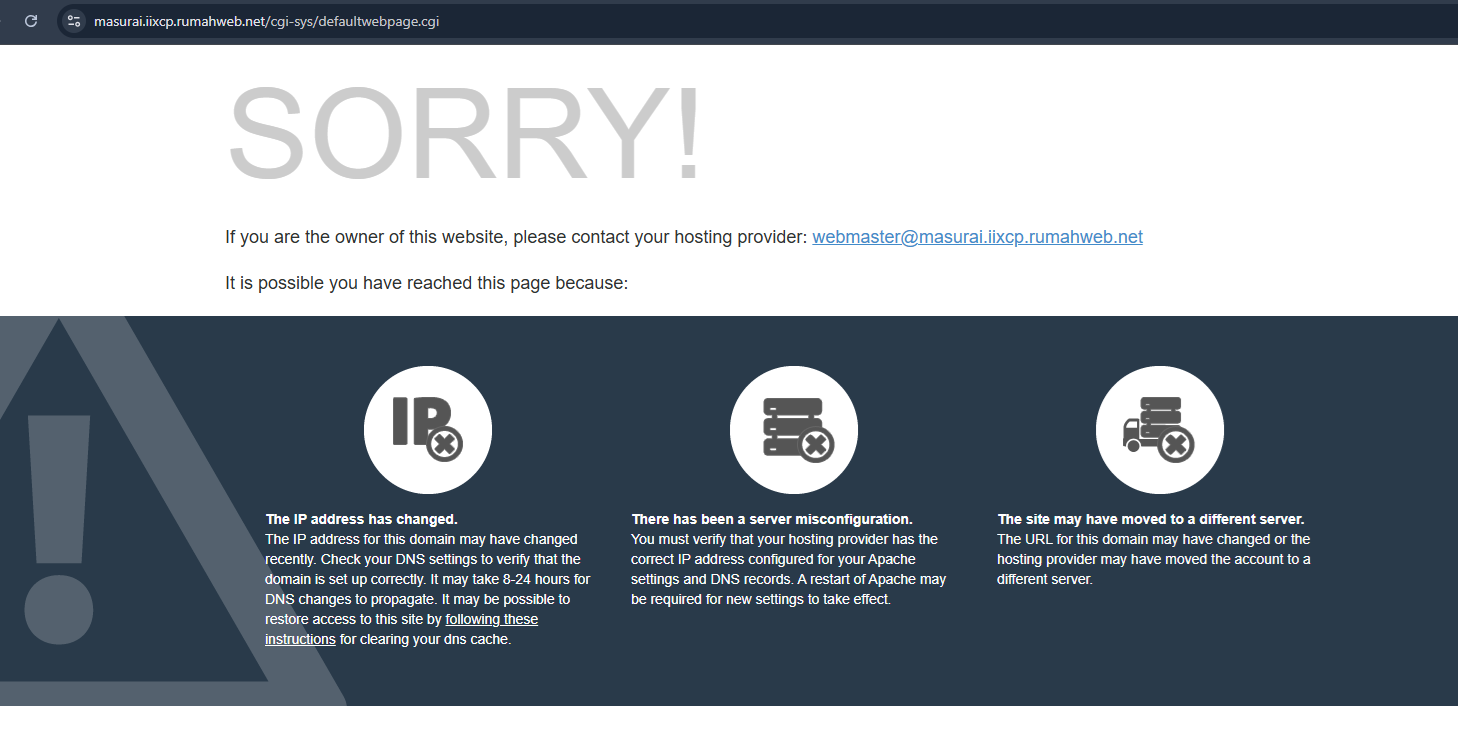 masurai.iixcp.rumahweb.net/cgi-sys/defaultwebpage.cgi
SORRY!
If you are the owner of this website, please contact your hosting provider: webmaster@masurai.iixcp.rumahweb.net
It is possible you have reached this page because:
IP
The IP address has changed.
The IP address for this domain may have changed
recently. Check your DNS settings to verify that the
domain is set up correctly. It may take 8-24 hours for
DNS changes to propagate. It may be possible to
restore access to this site by following these
instructions for clearing your dns cache.
There has been a server misconfiguration.
You must verify that your hosting provider has the
correct IP address configured for your Apache
settings and DNS records. A restart of Apache may
be required for new settings to take effect.
The site may have moved to a different server.
The URL for this domain may have changed or the
hosting provider may have moved the account to a
different server.